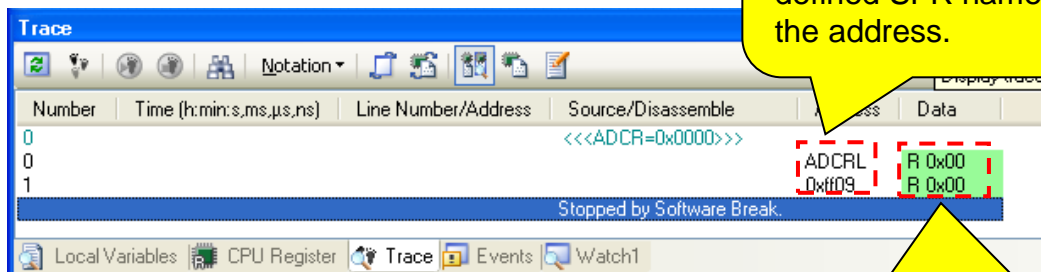 defined SFR name
the address.
Trace
Notation
Display trace
Number Time (h:min:s,ms,µs,ns) Line Number/Address Source/Disassemble Data
0 <<<ADCR=0x0000>>>
0 ADCRL R 0x00
1 0xff09 R 0x00
Stopped by Software Break.
Local Variables CPU Register Trace Events Watch1